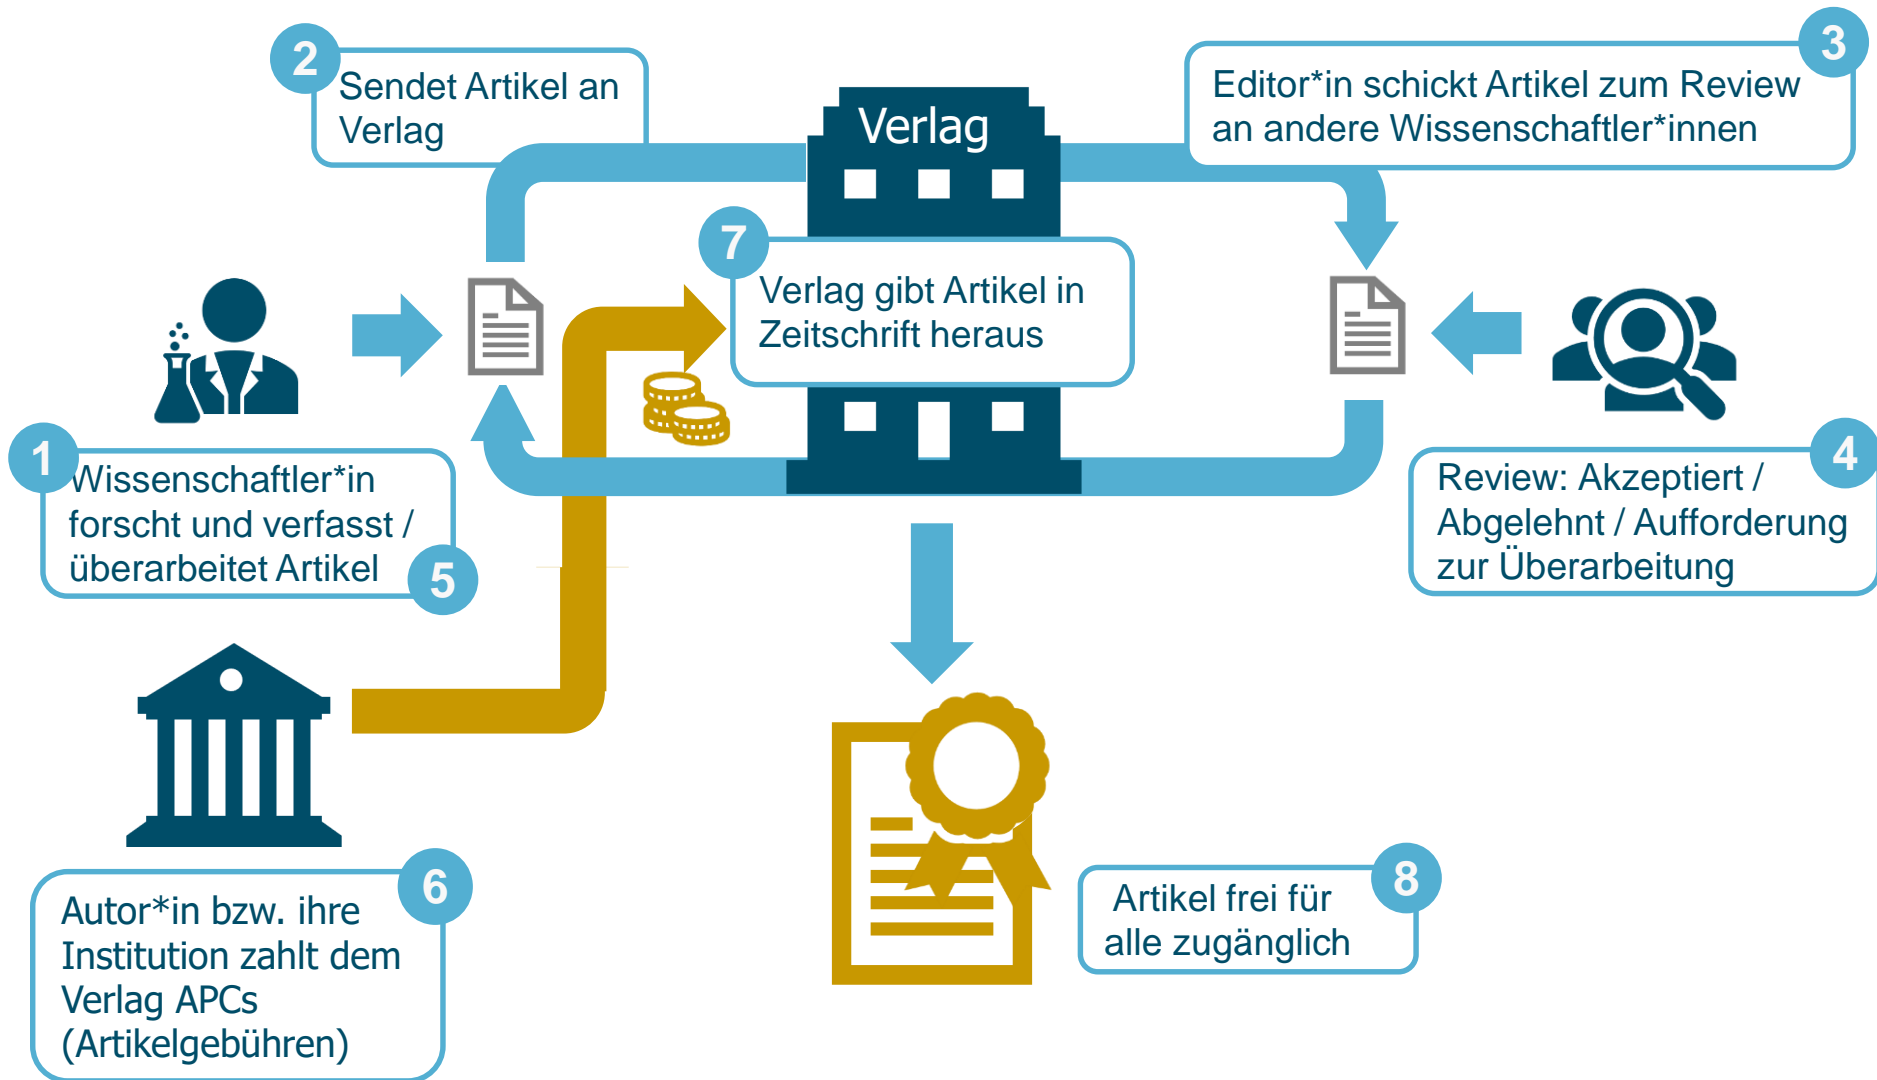 2
Sendet Artikel an
Verlag
Verlag
3
Editor*in schickt Artikel zum Review
an andere Wissenschaftler*innen
7
Verlag gibt Artikel in
Zeitschrift heraus
1
Wissenschaftler*in
forscht und verfasst /
überarbeitet Artikel
5
4
Review: Akzeptiert /
Abgelehnt / Aufforderung
zur Überarbeitung
6
Autor*in bzw. ihre
Institution zahlt dem
Verlag APCs
(Artikelgebühren)
8
Artikel frei für
alle zugänglich